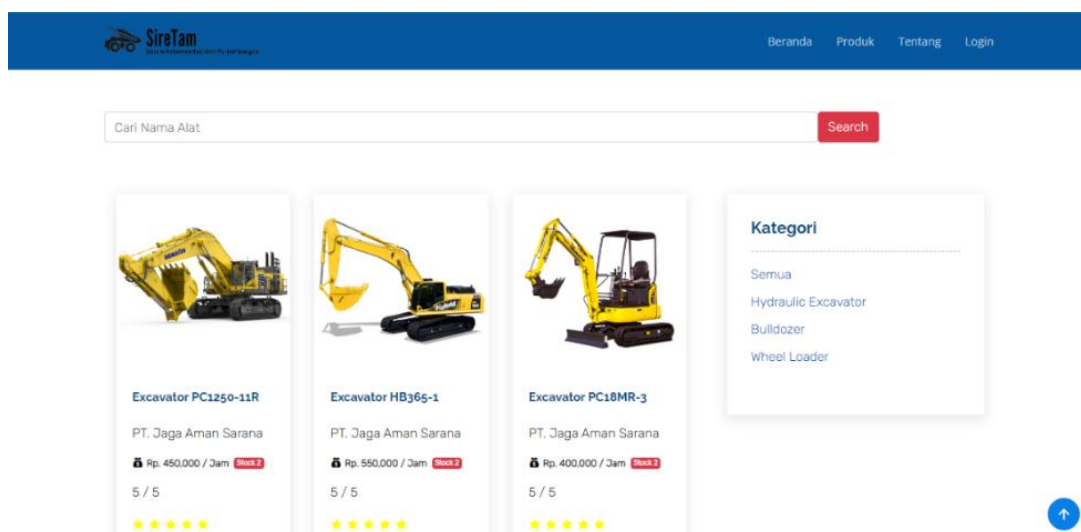 SireTam
Beranda Produk Tentang Login
Cari Nama Alat
Search
Kategori
Semua
Hydraulic Excavator
Bulldozer
Wheel Loader
KOMATSU
Hybrid
Excavator PC1250-11R
PT. Jaga Aman Sarana
Rp. 450,000 / Jam Stock 2
5 / 5
Excavator HB365-1
PT. Jaga Aman Sarana
Rp. 550,000 / Jam Stock 2
5 / 5
Excavator PC18MR-3
PT. Jaga Aman Sarana
Rp. 400,000 / Jam Stock 2
5 / 5